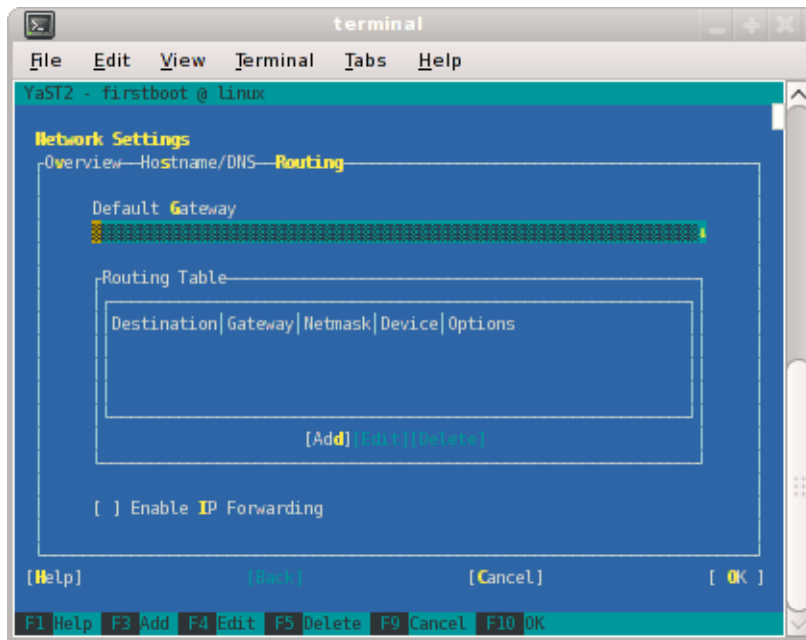 terminal
File Edit View Terminal Tabs Help
YaST2 - firstboot @ linux
Network Settings
Overview Hostname/DNS Routing
Default Gateway
Routing Table
Destination|Gateway|Netmask|Device|Options
[Add][Edit][Delete]
[ ] Enable IP Forwarding
[Help] [Back] [Cancel] [ OK ]
F1 Help F3 Add F4 Edit F5 Delete F9 Cancel F10 OK